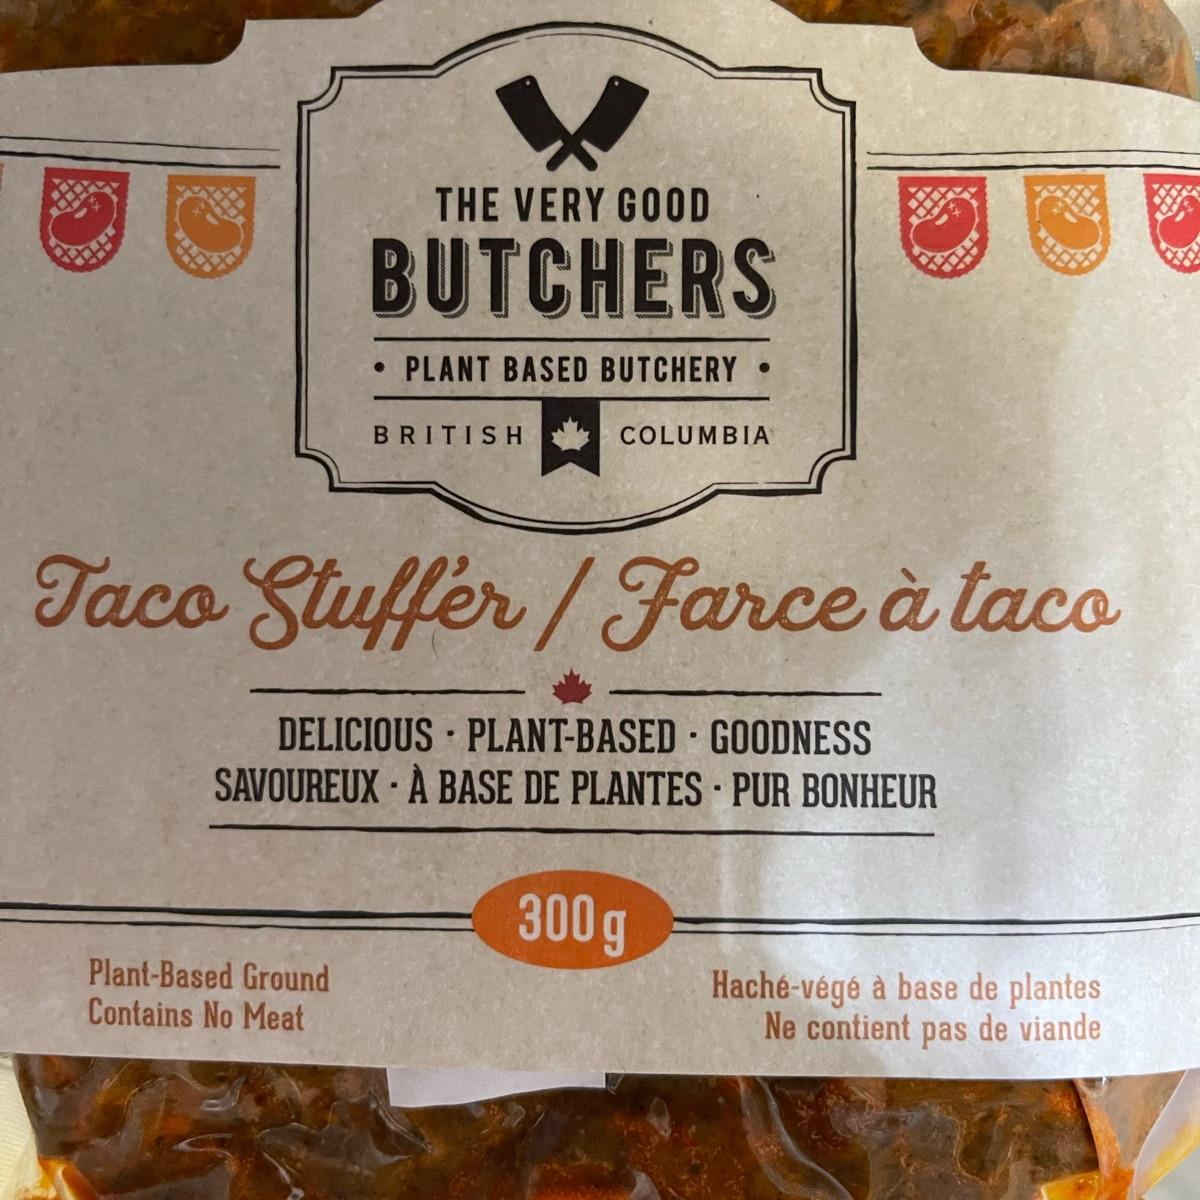 THE VERY GOOD
BUTCHERS
• PLANT BASED BUTCHERY •
BRITISH COLUMBIA
Taco Stuff'er / Farce à taco
DELICIOUS · PLANT-BASED · GOODNESS
SAVOUREUX · À BASE DE PLANTES · PUR BONHEUR
300 g
Plant-Based Ground
Contains No Meat
Haché-végé à base de plantes
Ne contient pas de viande